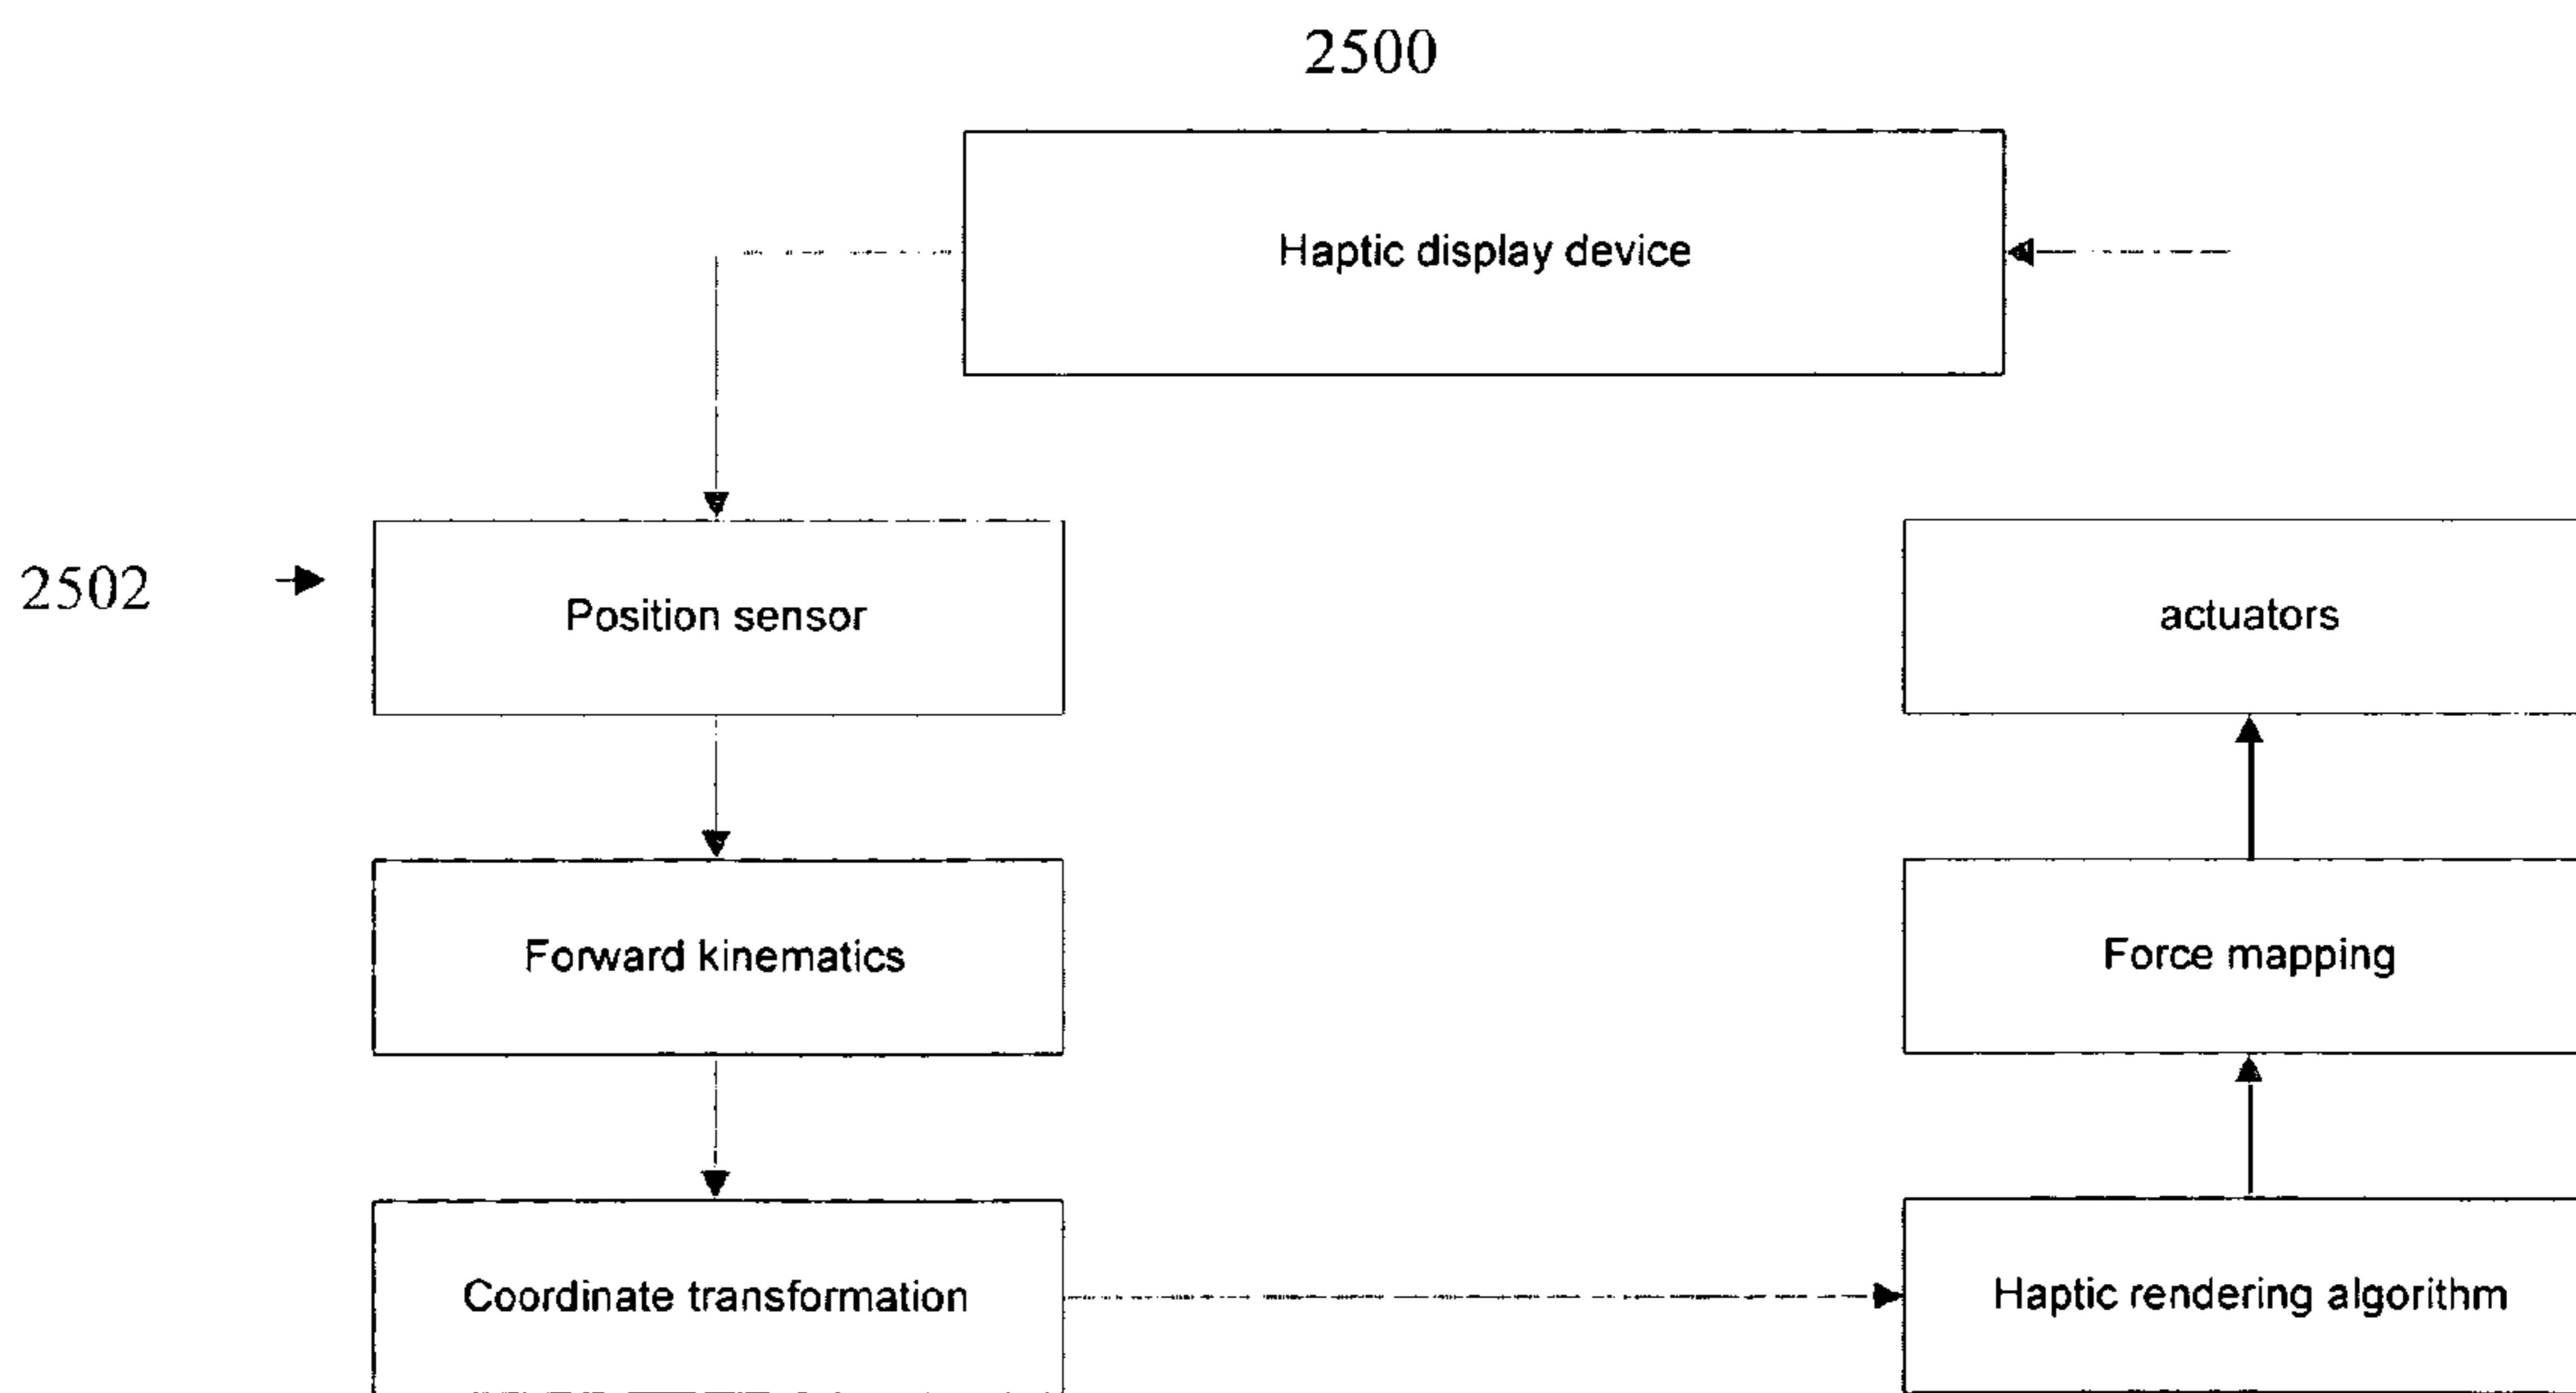 2500
Haptic display device
2502
Position sensor
actuators
Forward kinematics
Force mapping
Coordinate transformation
Haptic rendering algorithm